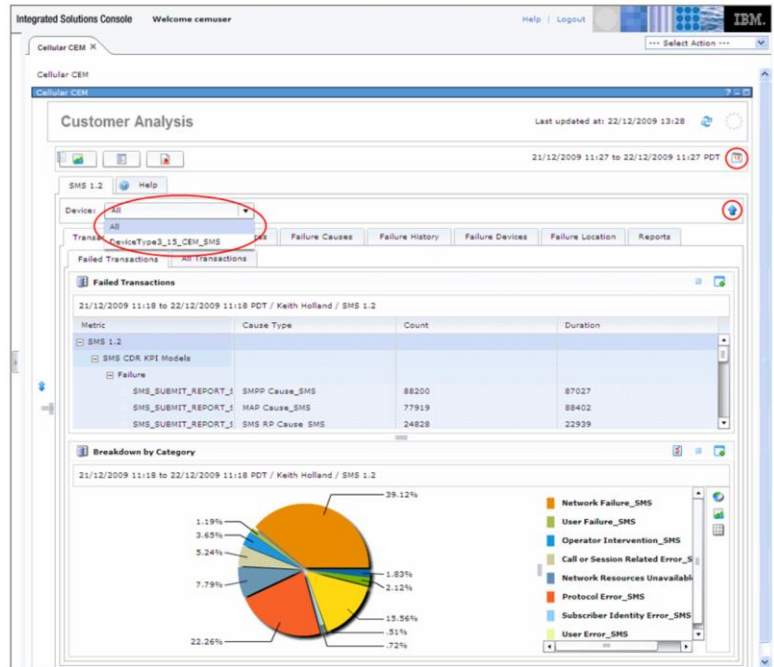 Integrated Solutions Console Welcome cemuser Help | Logout IBM.
Cellular CEM × --- Select Action ---
Cellular CEM
Cellular CEM
Customer Analysis Last updated at: 22/12/2009 13:28
21/12/2009 11:27 to 22/12/2009 11:27 PDT
SMS 1.2 Help
Device: All
All
DeviceType3_15_CEM_SMS
Failure Causes Failure History Failure Devices Failure Location Reports
Failed Transactions All Transactions
Failed Transactions
21/12/2009 11:18 to 22/12/2009 11:18 PDT / Keith Holland / SMS 1.2
Metric Cause Type Count Duration
SMS 1.2
SMS CDR KPI Models
Failure
SMS_SUBMIT_REPORT_S SMPP Cause_SMS 88200 87027
SMS_SUBMIT_REPORT_S MAP Cause_SMS 77919 88402
SMS_SUBMIT_REPORT_S SMS RP Cause SMS 24828 22939
Breakdown by Category
21/12/2009 11:18 to 22/12/2009 11:18 PDT / Keith Holland / SMS 1.2
39.12%
1.19%
3.65%
5.24%
7.79%
22.26%
1.83%
2.12%
15.56%
.51%
.72%
Network Failure_SMS
User Failure_SMS
Operator Intervention_SMS
Call or Session Related Error_S
Network Resources Unavailabl
Protocol Error_SMS
Subscriber Identity Error_SMS
User Error_SMS